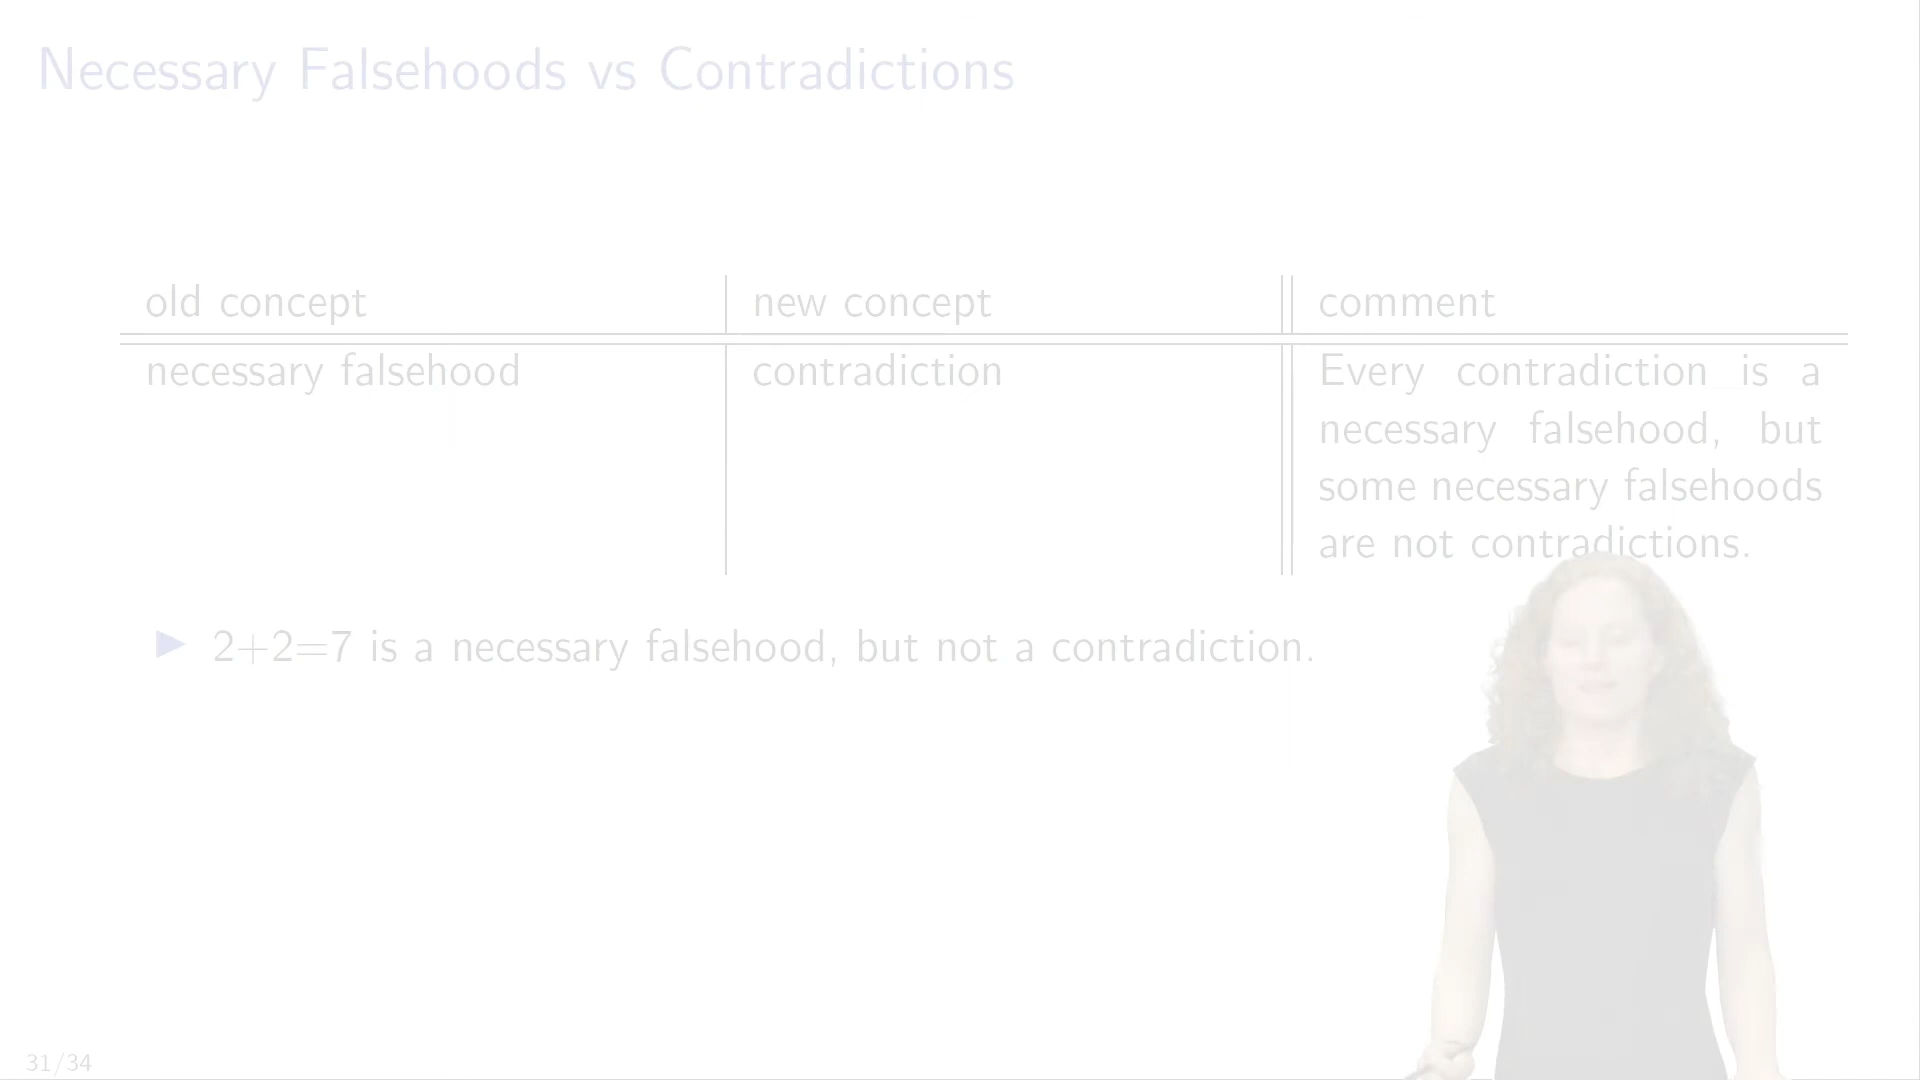 Necessary Falsehoods vs Contradictions
old concept new concept comment
necessary falsehood contradiction Every contradiction is a
necessary falsehood, but
some necessary falsehoods
are not contradictions.
▶ 2+2=7 is a necessary falsehood, but not a contradiction.
31/34